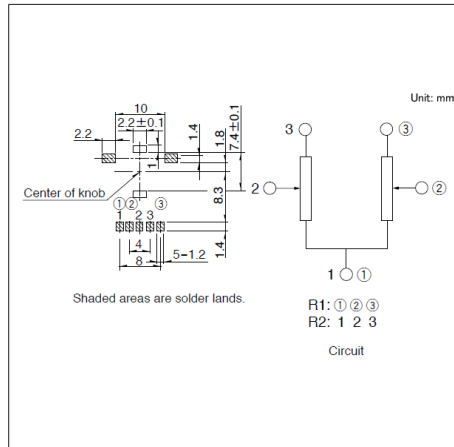 Unit: mm
10
2.2±0.1
2.2
1.4
1.8
7.4±0.1
1
Center of knob
8.3
① ② ③
1 2 3
4
8
5–1.2
1.4
Shaded areas are solder lands.
3 ③
2 ②
1 ①
R1: ① ② ③
R2: 1 2 3
Circuit